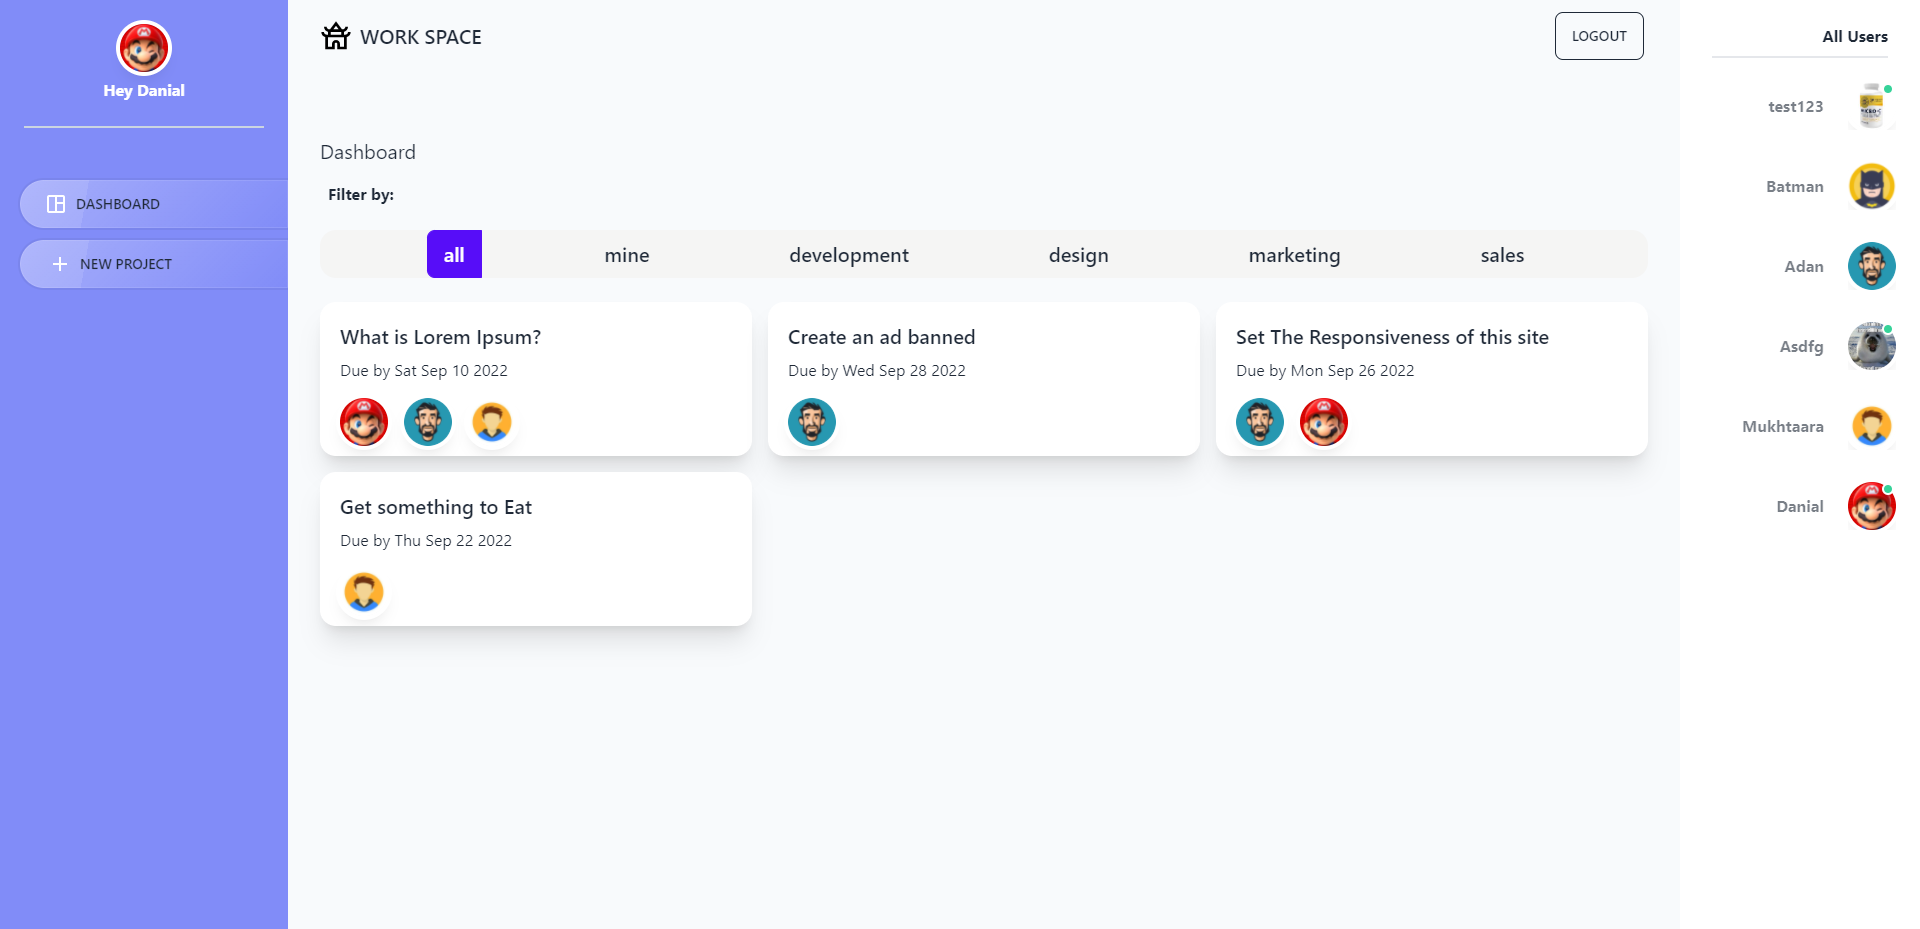 Hey Danial
DASHBOARD
NEW PROJECT
WORK SPACE
LOGOUT
Dashboard
Filter by:
all mine development design marketing sales
What is Lorem Ipsum?
Due by Sat Sep 10 2022
Create an ad banned
Due by Wed Sep 28 2022
Set The Responsiveness of this site
Due by Mon Sep 26 2022
Get something to Eat
Due by Thu Sep 22 2022
All Users
test123
Batman
Adan
Asdfg
Mukhtaara
Danial